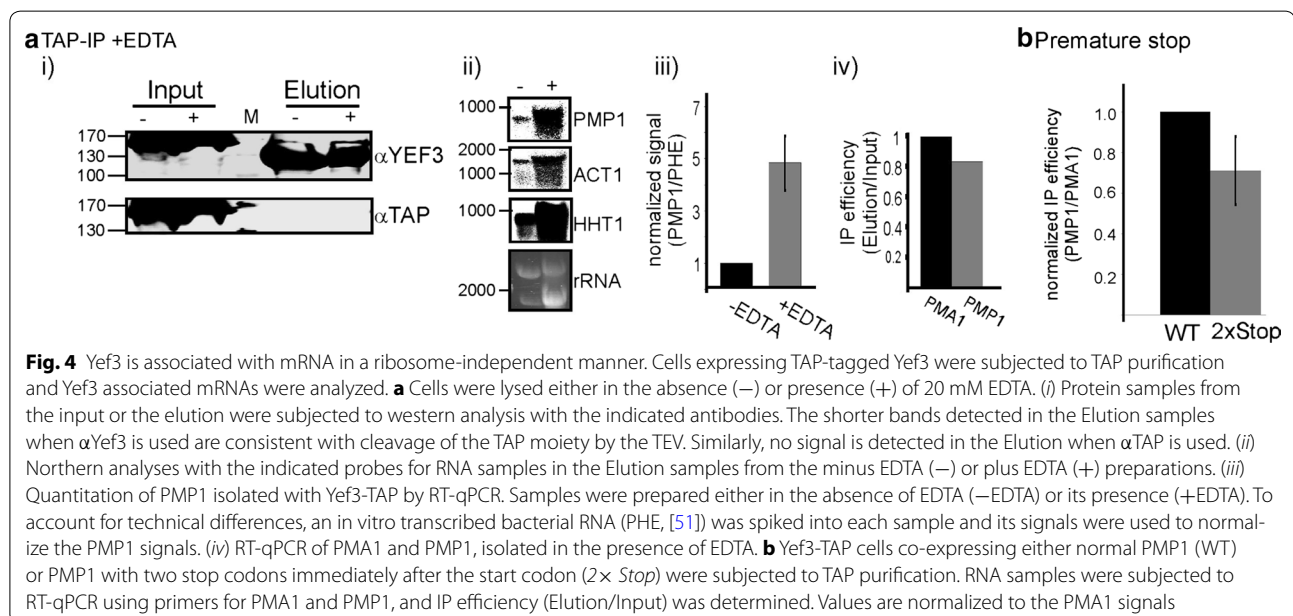 a TAP-IP +EDTA
b Premature stop
i)
Input
Elution
- + M - +
170
130
100
αYEF3
170
130
αTAP
ii)
- +
1000
PMP1
2000
1000
ACT1
1000
HHT1
2000
rRNA
iii)
normalized signal
(PMP1/PHE)
7
5
3
1
-EDTA
+EDTA
iv)
IP efficiency
(Elution/Input)
1
0.8
0.6
0.4
0.2
PMA1
PMP1
normalized IP efficiency
(PMP1/PMA1)
1.0
0.8
0.6
0.4
0.2
WT
2xStop
Fig. 4 Yef3 is associated with mRNA in a ribosome-independent manner. Cells expressing TAP-tagged Yef3 were subjected to TAP purification
and Yef3 associated mRNAs were analyzed. a Cells were lysed either in the absence (−) or presence (+) of 20 mM EDTA. (i) Protein samples from
the input or the elution were subjected to western analysis with the indicated antibodies. The shorter bands detected in the Elution samples
when αYef3 is used are consistent with cleavage of the TAP moiety by the TEV. Similarly, no signal is detected in the Elution when αTAP is used. (ii)
Northern analyses with the indicated probes for RNA samples in the Elution samples from the minus EDTA (−) or plus EDTA (+) preparations. (iii)
Quantitation of PMP1 isolated with Yef3-TAP by RT-qPCR. Samples were prepared either in the absence of EDTA (−EDTA) or its presence (+EDTA). To
account for technical differences, an in vitro transcribed bacterial RNA (PHE, [51]) was spiked into each sample and its signals were used to normal-
ize the PMP1 signals. (iv) RT-qPCR of PMA1 and PMP1, isolated in the presence of EDTA. b Yef3-TAP cells co-expressing either normal PMP1 (WT)
or PMP1 with two stop codons immediately after the start codon (2× Stop) were subjected to TAP purification. RNA samples were subjected to
RT-qPCR using primers for PMA1 and PMP1, and IP efficiency (Elution/Input) was determined. Values are normalized to the PMA1 signals